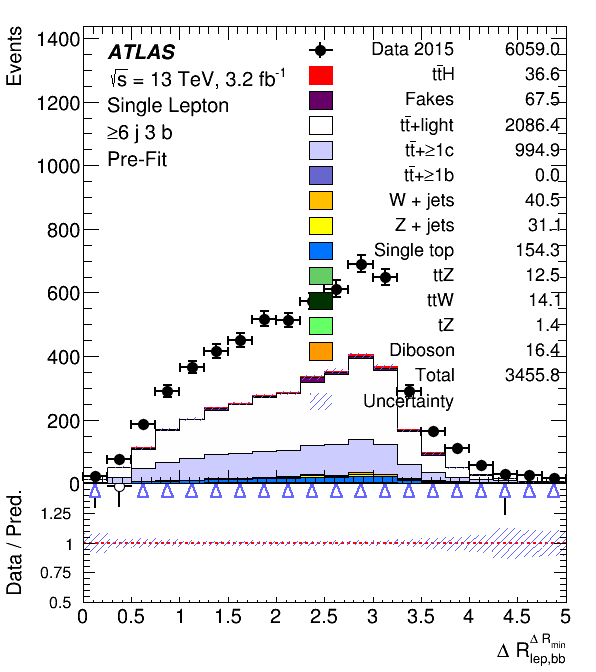 Events
1400
1200
1000
800
600
400
200
0
ATLAS
√s = 13 TeV, 3.2 fb-1
Single Lepton
≥6 j 3 b
Pre-Fit
Data 2015 6059.0
tt̄H 36.6
Fakes 67.5
tt̄+light 2086.4
tt̄+≥1c 994.9
tt̄+≥1b 0.0
W + jets 40.5
Z + jets 31.1
Single top 154.3
ttZ 12.5
ttW 14.1
tZ 1.4
Diboson 16.4
Total 3455.8
Uncertainty
Data / Pred.
1.25
1
0.75
0.5
0 0.5 1 1.5 2 2.5 3 3.5 4 4.5 5
Δ R lep,bb Δ R min